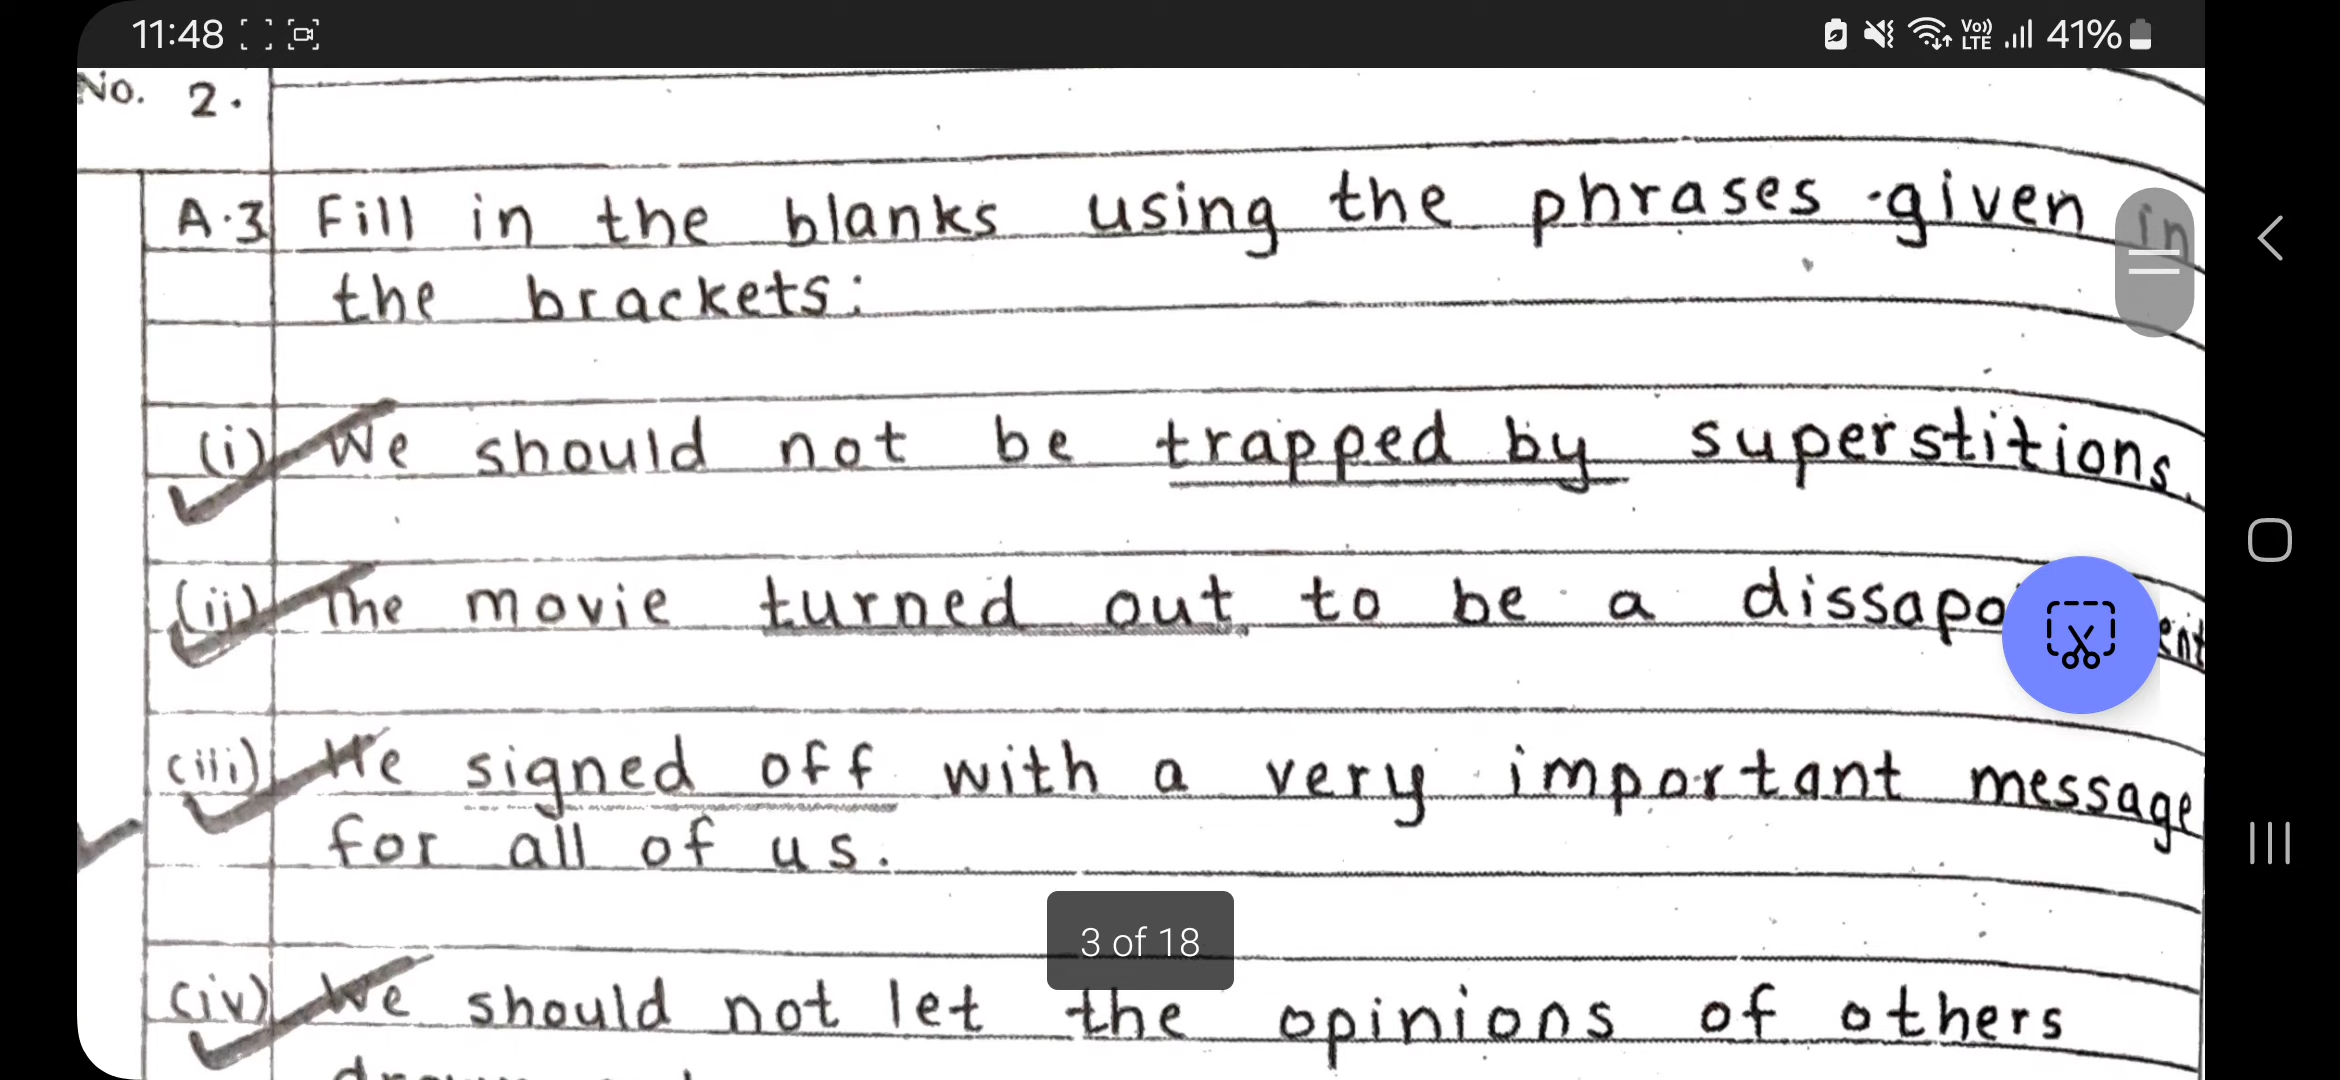 11:48
Vo)) LTE
41%
No. 2.
A.3 Fill in the blanks using the phrases given in
the brackets:
(i) We should not be trapped by superstitions.
(ii) The movie turned out to be a
(iii) He signed off with a very important message
for all of us.
3 of 18
(iv) We should not let the opinions of others